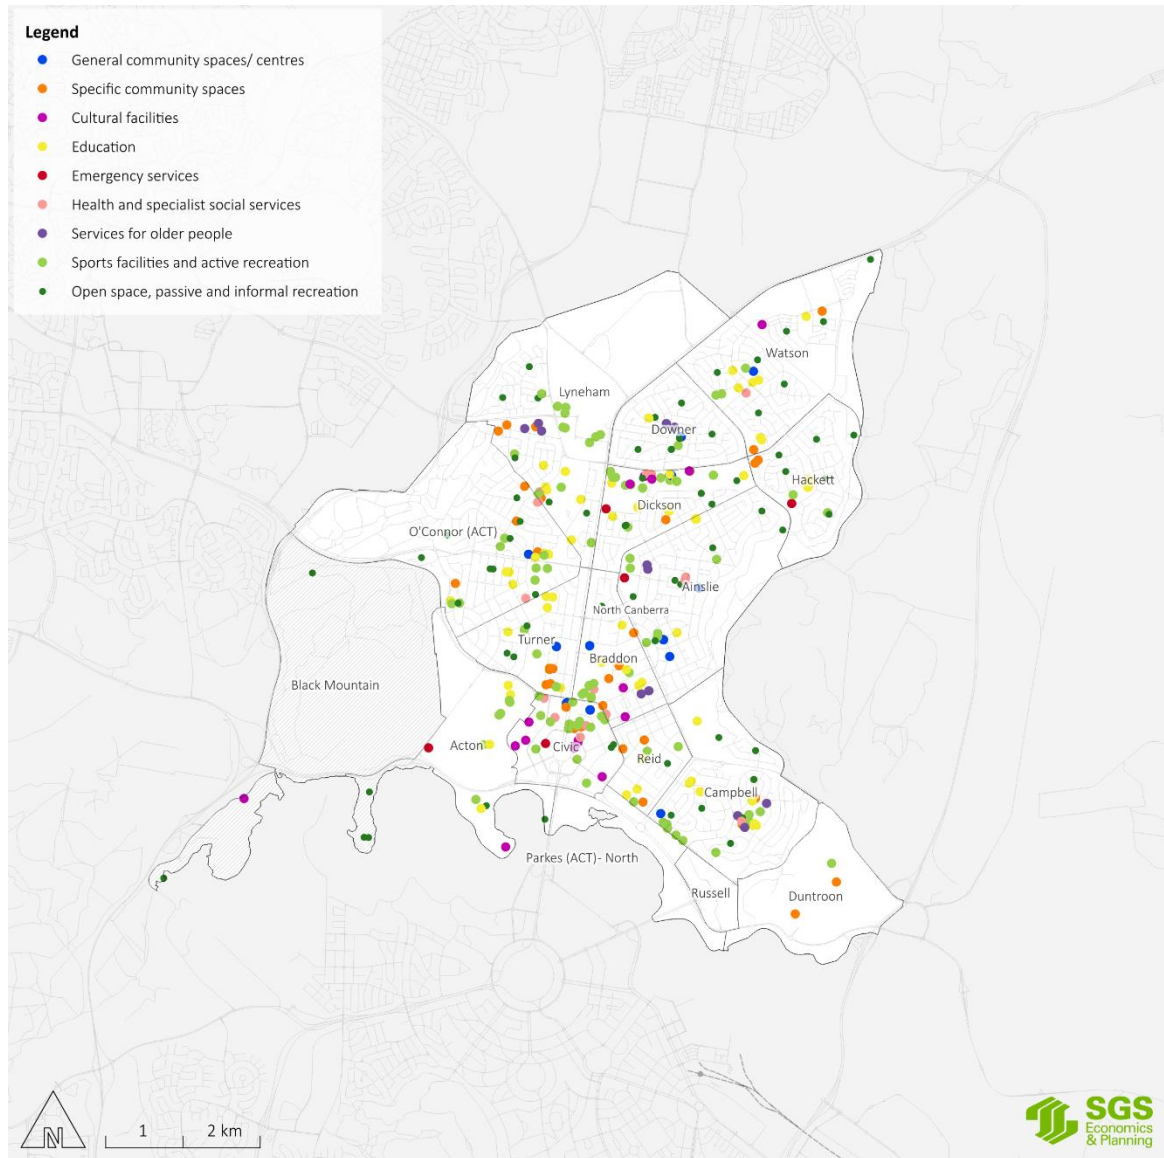 Legend
General community spaces/ centres
Specific community spaces
Cultural facilities
Education
Emergency services
Health and specialist social services
Services for older people
Sports facilities and active recreation
Open space, passive and informal recreation
Watson
Lyneham
Downer
Hackett
Dickson
O'Connor (ACT)
Ainslie
North Canberra
Turner
Braddon
Black Mountain
Acton
Civic
Reid
Campbell
Parkes (ACT)- North
Russell
Duntroon
N
1
2 km
SGS
Economics
& Planning